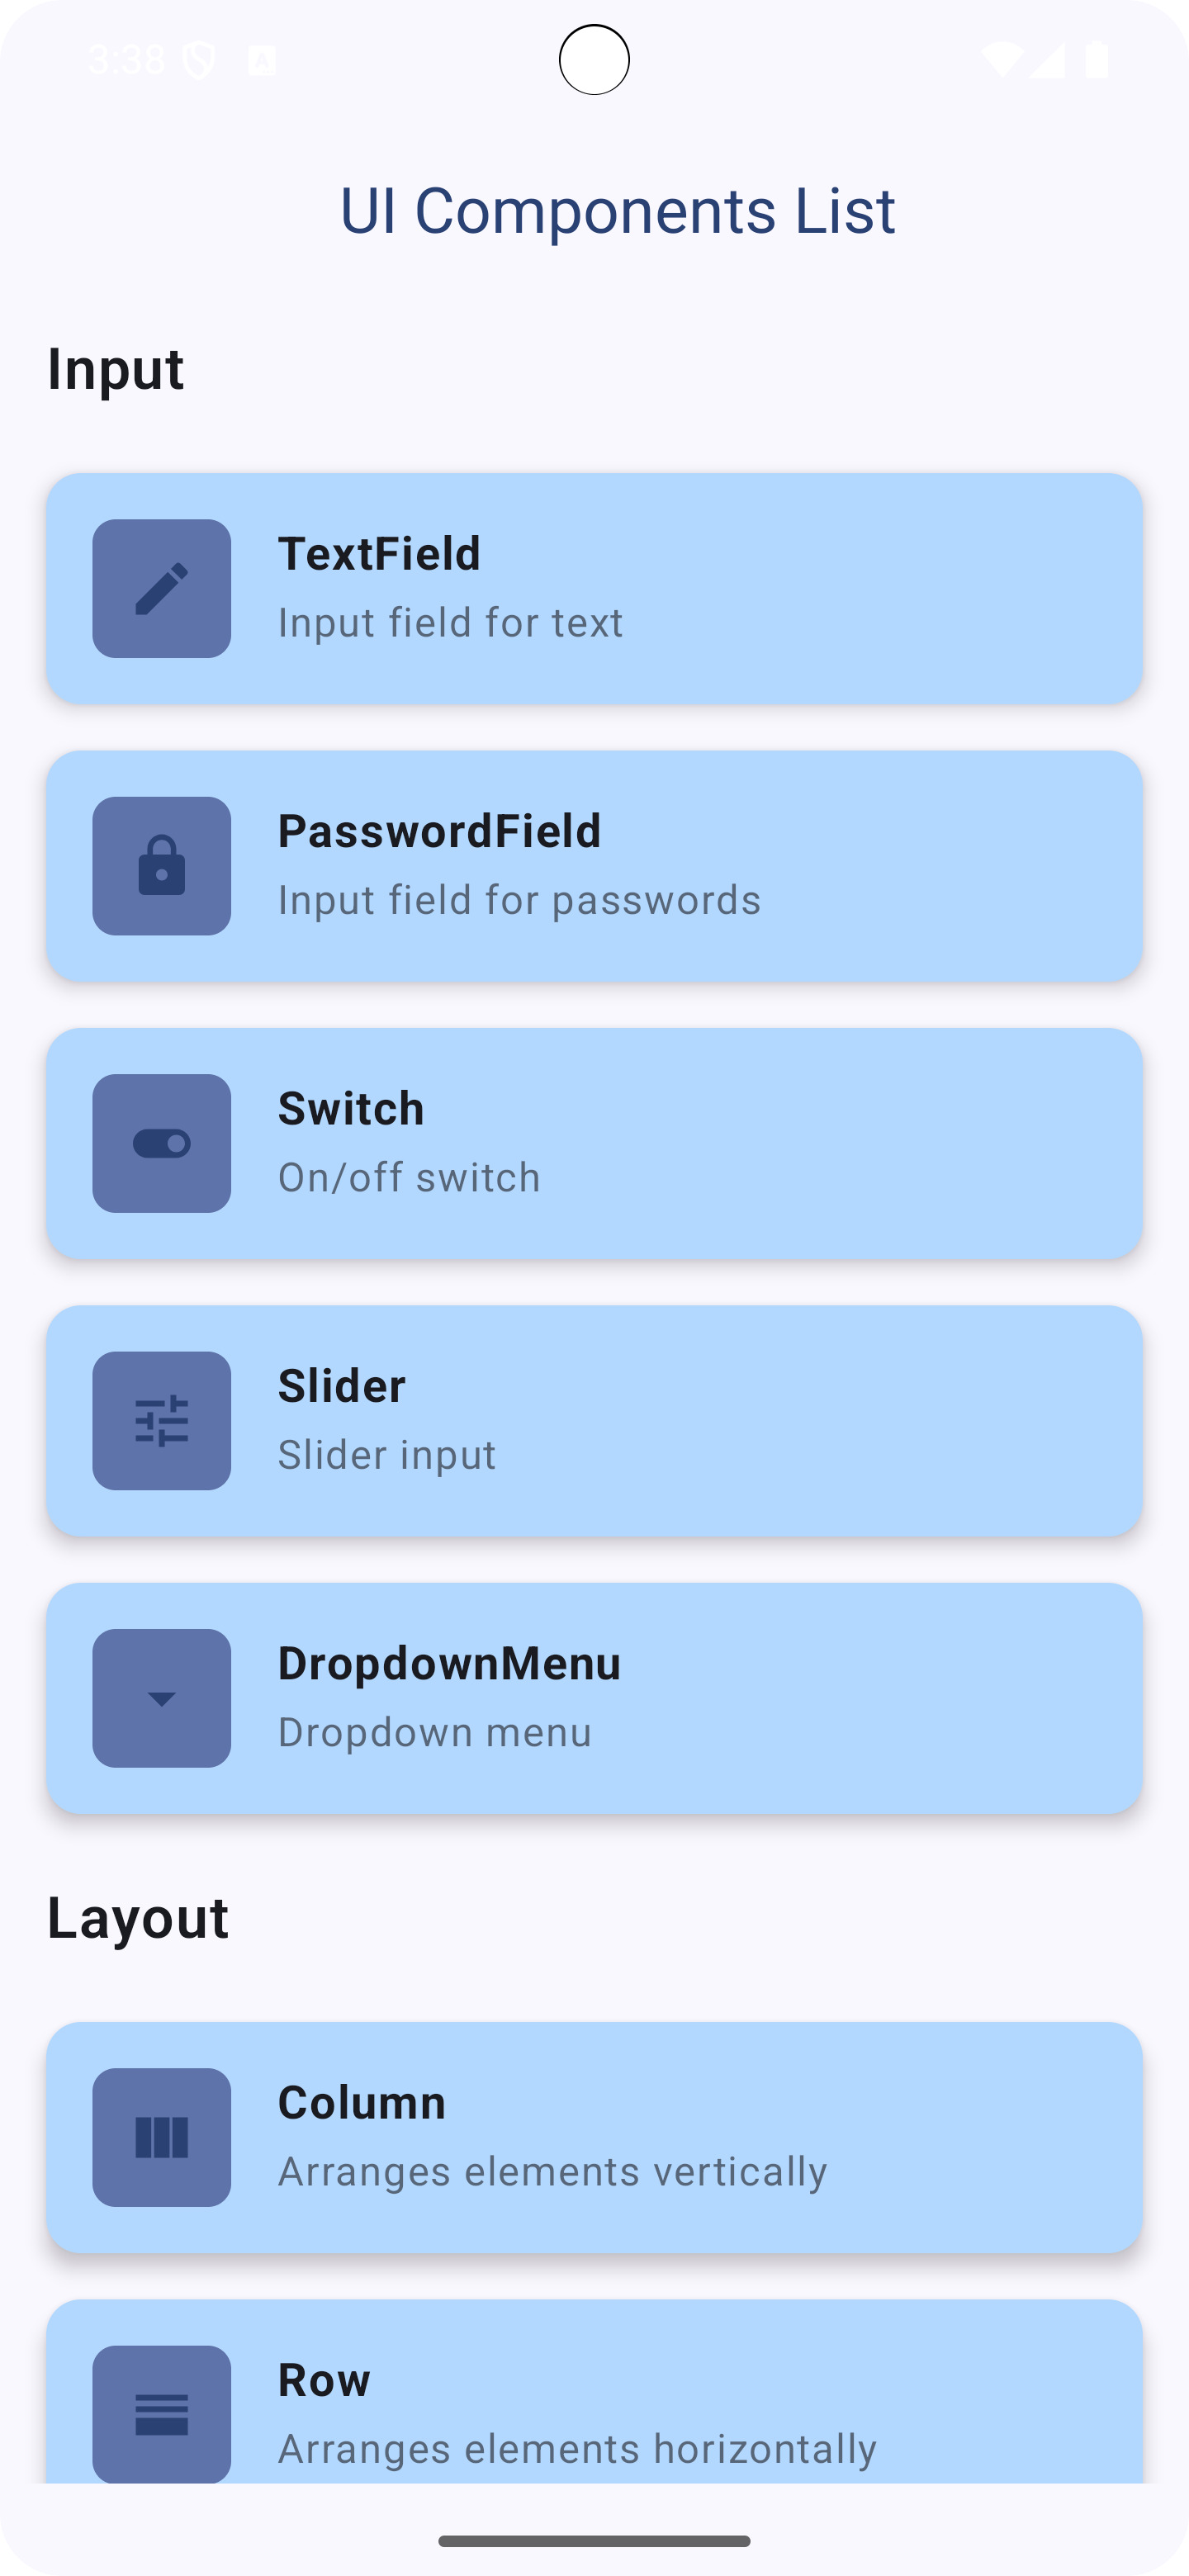 3:38
UI Components List
Input
TextField
Input field for text
PasswordField
Input field for passwords
Switch
On/off switch
Slider
Slider input
DropdownMenu
Dropdown menu
Layout
Column
Arranges elements vertically
Row
Arranges elements horizontally